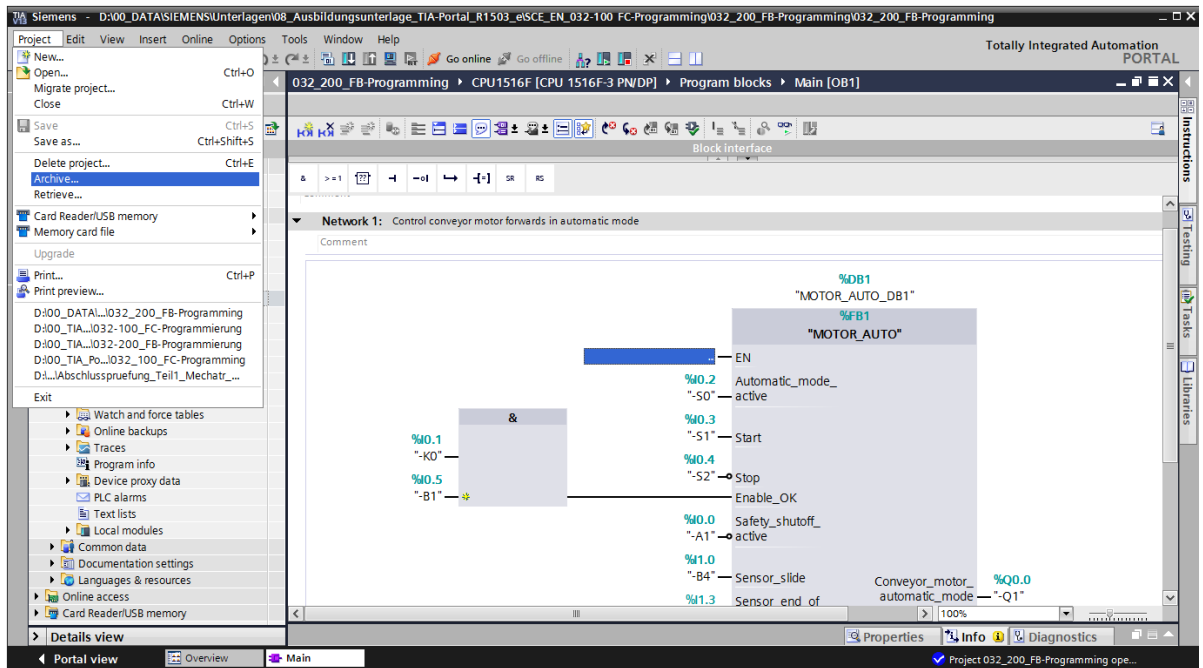 Siemens - D:\00_DATA\SIEMENS\Unterlagen\08_Ausbildungsunterlage_TIA-Portal_R1503_e\SCE_EN_032-100 FC-Programming\032_200_FB-Programming\032_200_FB-Programming
Project Edit View Insert Online Options Tools Window Help
Totally Integrated Automation
PORTAL
New...
Open... Ctrl+O
Migrate project...
Close Ctrl+W
Save Ctrl+S
Save as... Ctrl+Shift+S
Delete project... Ctrl+E
Archive...
Retrieve...
Card Reader/USB memory
Memory card file
Upgrade
Print... Ctrl+P
Print preview...
D:\00_DATA\...\032_200_FB-Programming
D:\00_TIA...\032-100_FC-Programmierung
D:\00_TIA...\032-200_FB-Programmierung
D:\00_TIA_Po...\032_100_FC-Programming
D:\...\Abschlusspruefung_Teil1_Mechatr_...
Exit
Watch and force tables
Online backups
Traces
Program info
Device proxy data
PLC alarms
Text lists
Local modules
Common data
Documentation settings
Languages & resources
Online access
Card Reader/USB memory
Details view
Go online Go offline
032_200_FB-Programming CPU1516F [CPU 1516F-3 PN/DP] Program blocks Main [OB1]
Block interface
& >=1 ?? SR RS
Network 1: Control conveyor motor forwards in automatic mode
Comment
%DB1
"MOTOR_AUTO_DB1"
%FB1
"MOTOR_AUTO"
... EN
%I0.2
"-S0"
Automatic_mode_
active
%I0.3
"-S1" Start
%I0.4
"-S2" Stop
&
%I0.1
"-K0"
%I0.5
"-B1"
Enable_OK
%I0.0
"-A1"
Safety_shutoff_
active
%I1.0
"-B4" Sensor_slide
%I1.3 Sensor_end_of
Conveyor_motor_
automatic_mode
%Q0.0
"-Q1"
100%
Instructions
Testing
Tasks
Libraries
Properties Info Diagnostics
Portal view Overview Main
Project 032_200_FB-Programming ope...